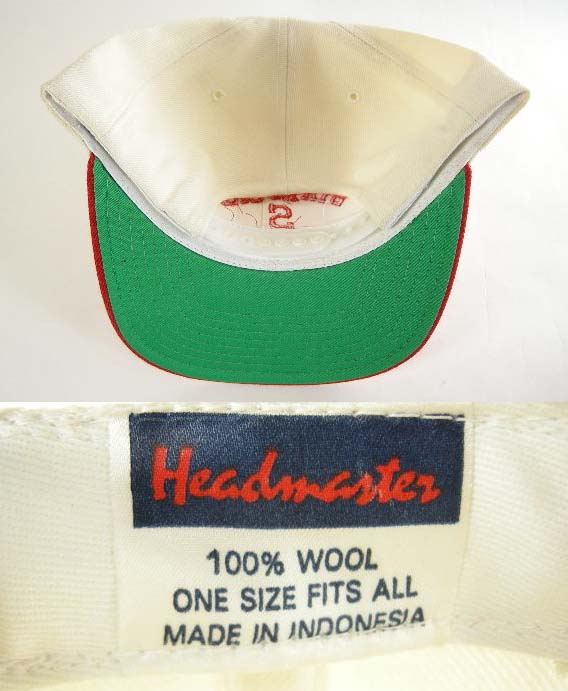 Headmaster
100% WOOL
ONE SIZE FITS ALL
MADE IN INDONESIA